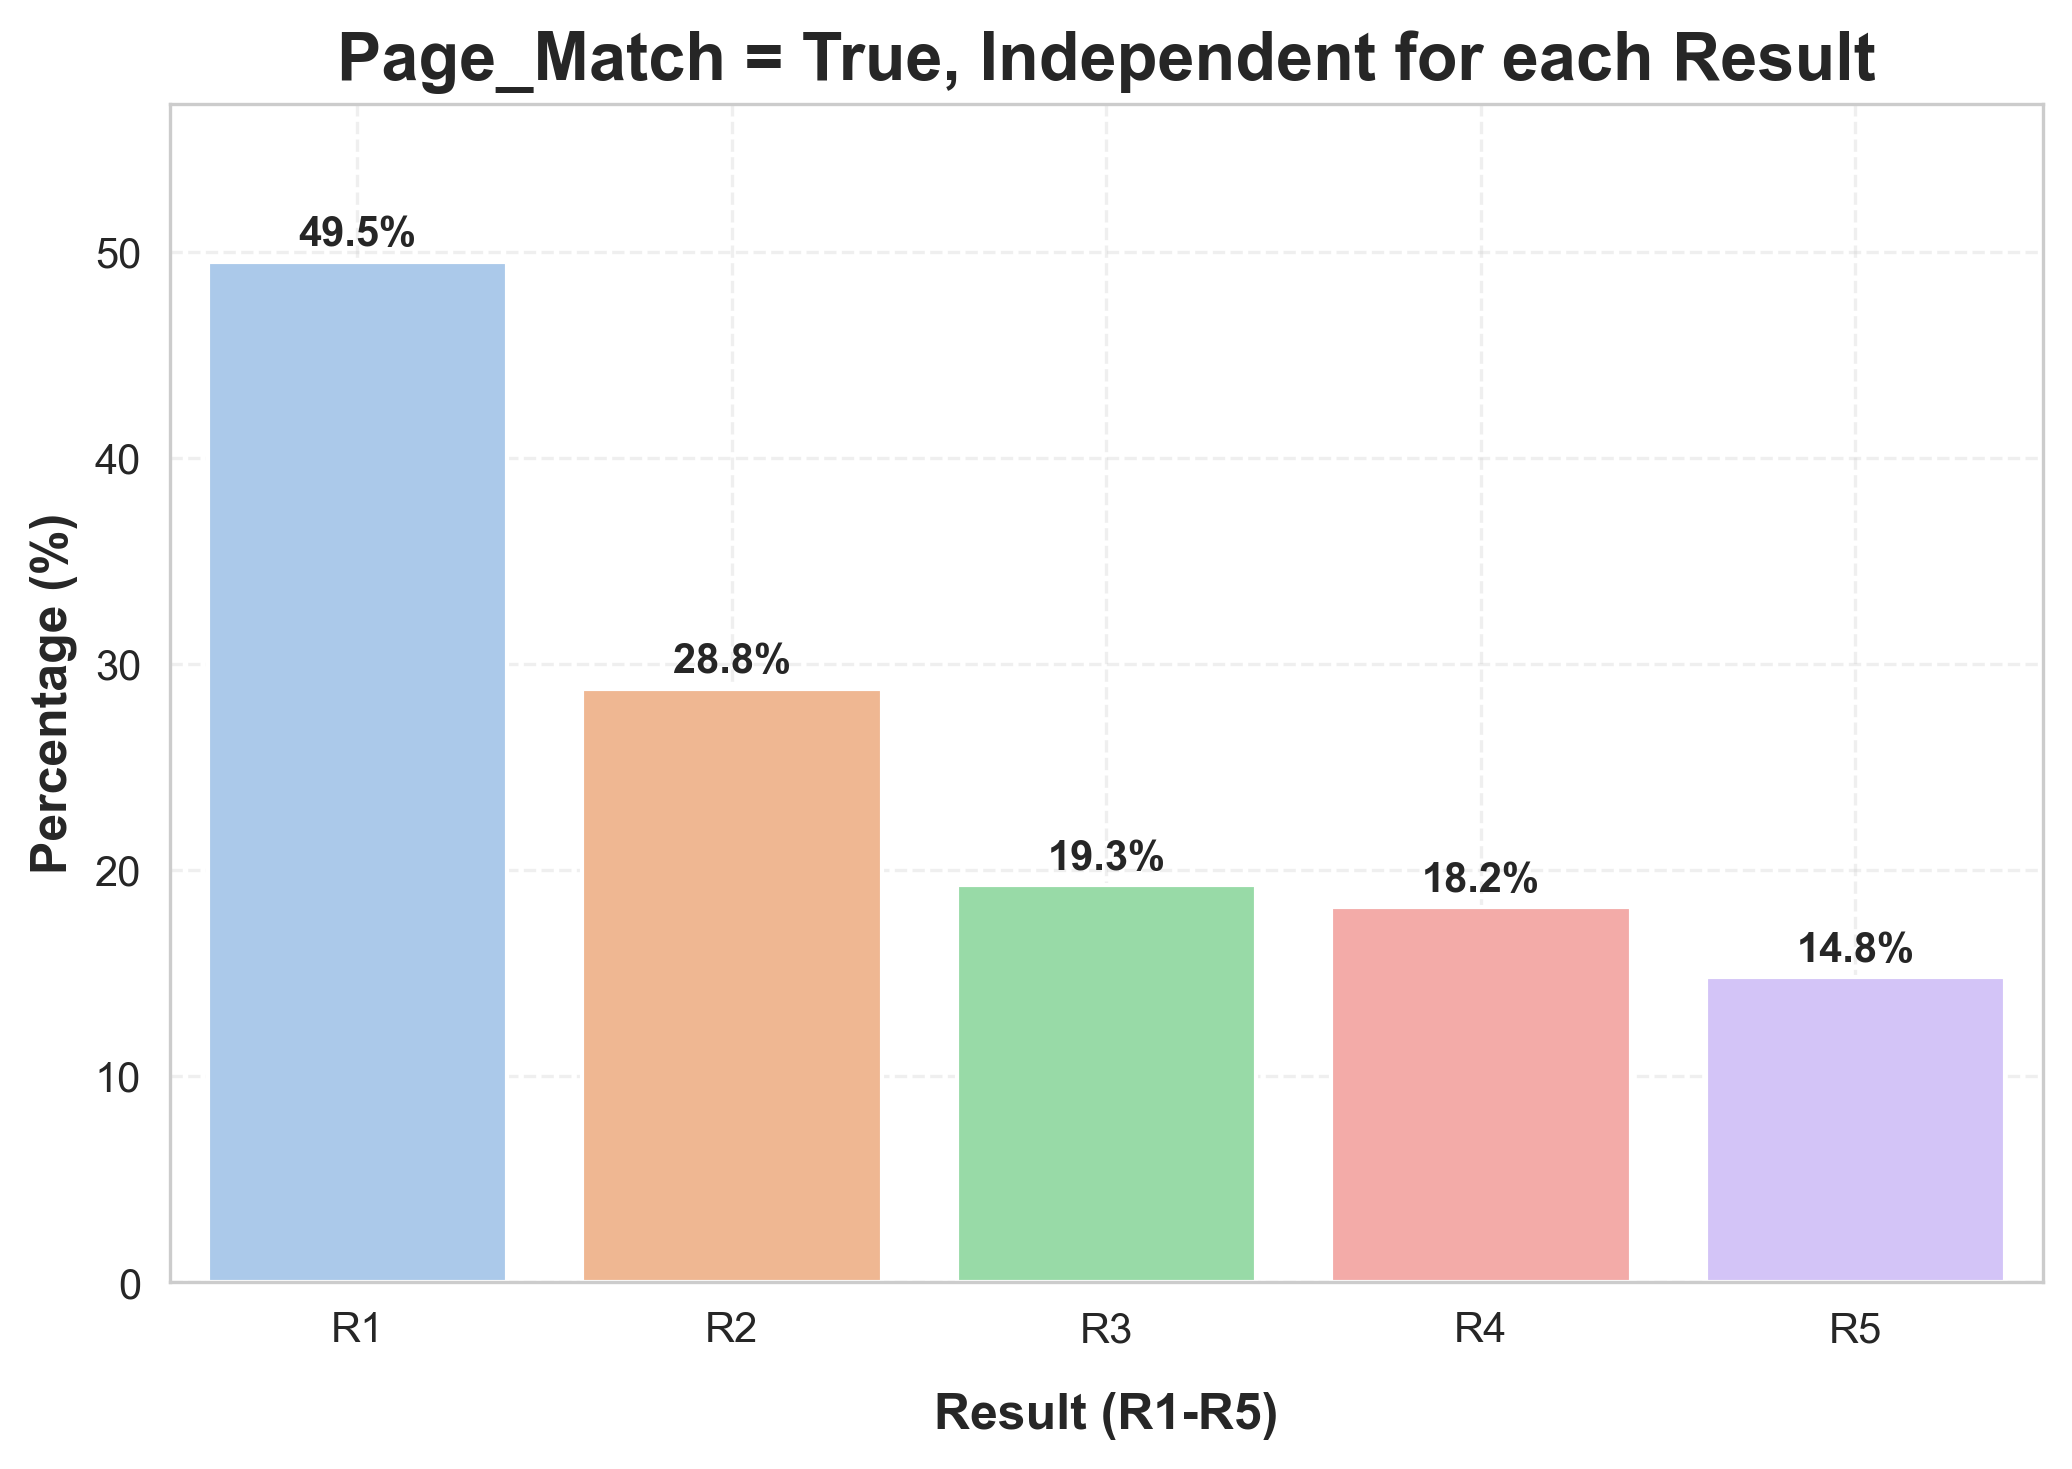 Page_Match = True, Independent for each Result
Percentage (%)
50
40
30
20
10
0
49.5%
28.8%
19.3%
18.2%
14.8%
R1
R2
R3
R4
R5
Result (R1-R5)